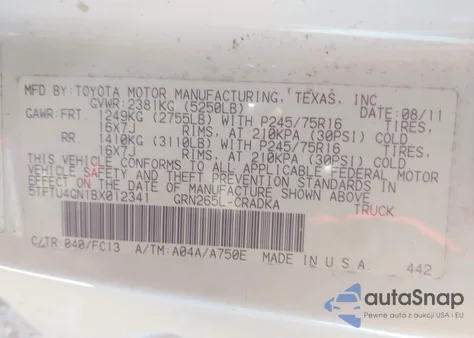 MFD BY: TOYOTA MOTOR MANUFACTURING, TEXAS, INC.
GVWR: 2381KG (5250LB) DATE: 08/11
GAWR: FRT 1249KG (2755LB) WITH P245/75R16 TIRES,
16X7J RIMS, AT 210KPA (30PSI) COLD
RR 1410KG (3110LB) WITH P245/75R16 TIRES,
16X7J RIMS, AT 210KPA (30PSI) COLD
THIS VEHICLE CONFORMS TO ALL APPLICABLE FEDERAL MOTOR
VEHICLE SAFETY AND THEFT PREVENTION STANDARDS IN
EFFECT ON THE DATE OF MANUFACTURE SHOWN ABOVE.
5TFTU4GN1BX012341 GRN265L-CRADKA TRUCK
C/TR: 040/FC13 A/TM: A04A/A750E MADE IN U.S.A. 442
autoSnap
Pewne auta z aukcji USA i EU